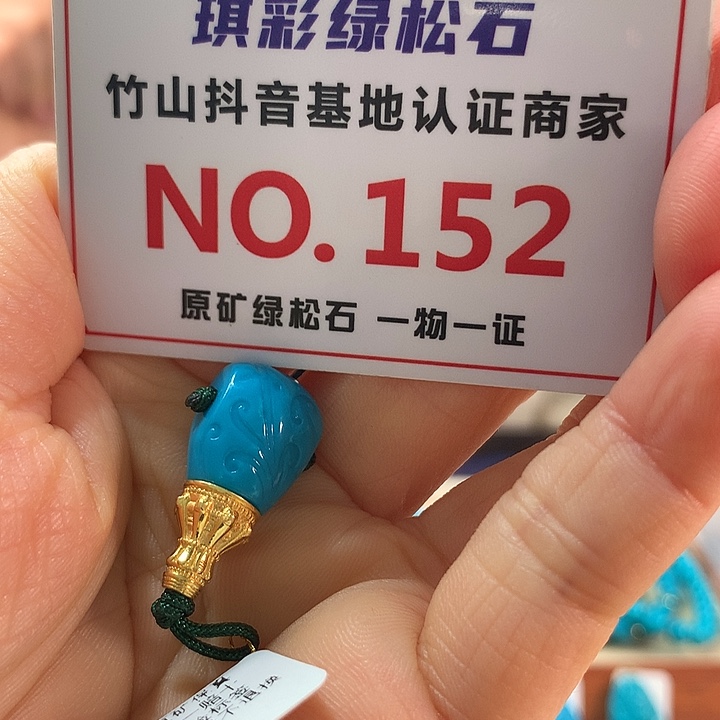 琪彩绿松石
竹山抖音基地认证商家
NO.152
原矿绿松石 一物一证